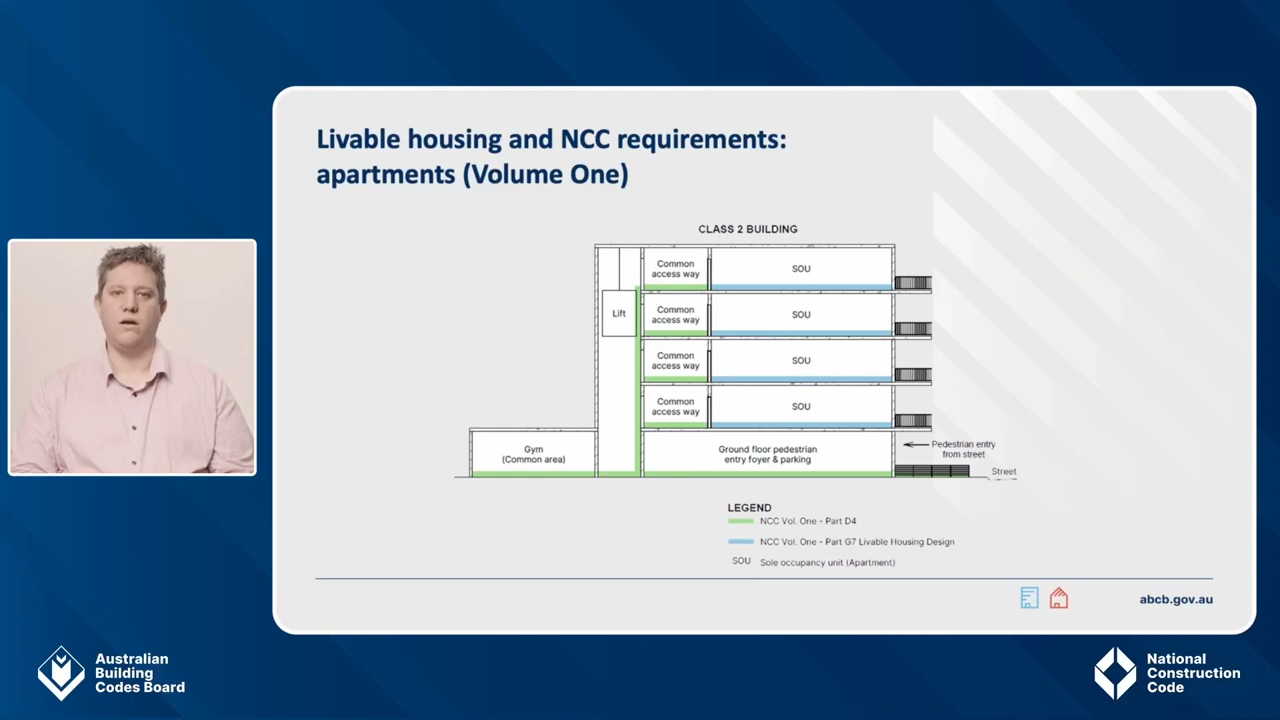 Livable housing and NCC requirements:
apartments (Volume One)
CLASS 2 BUILDING
Common
access way
SOU
Lift
Common
access way
SOU
Common
access way
SOU
Common
access way
SOU
Gym
(Common area)
Ground floor pedestrian
entry foyer & parking
Pedestrian entry
from street
Street
LEGEND
NCC Vol. One - Part D4
NCC Vol. One - Part G7 Livable Housing Design
SOU Sole occupancy unit (Apartment)
abcb.gov.au
Australian
Building
Codes Board
National
Construction
Code